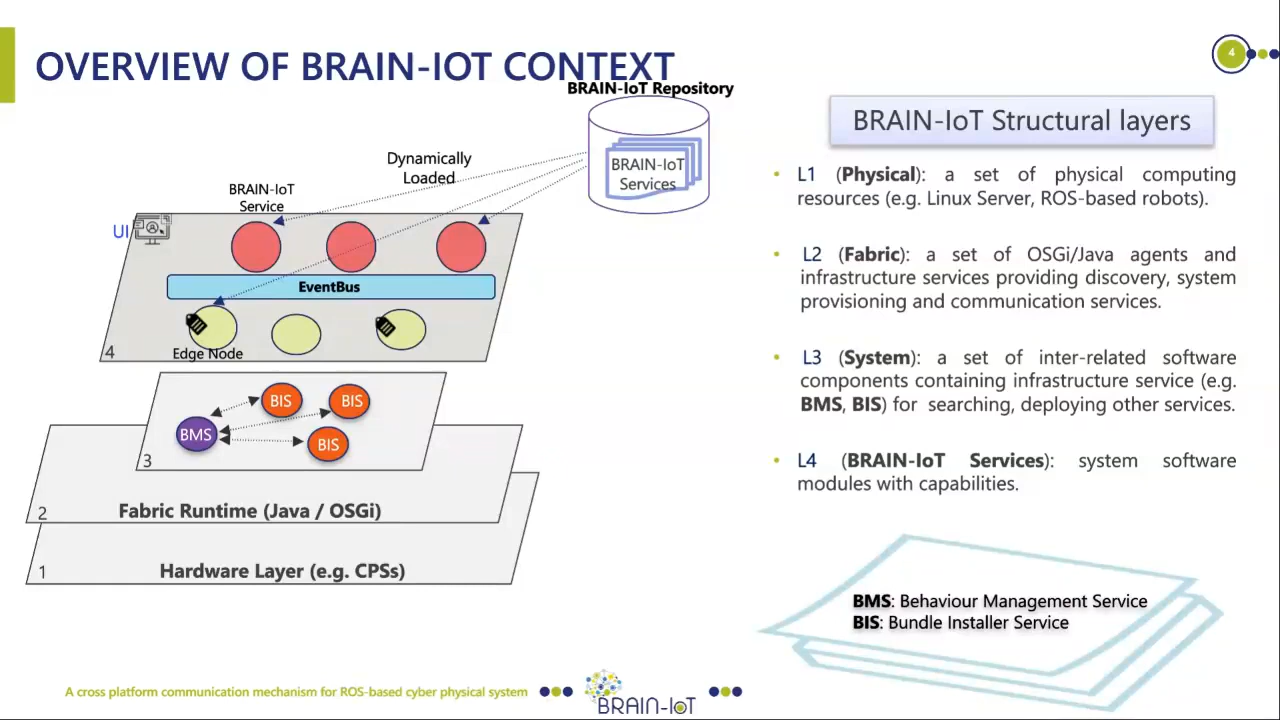 OVERVIEW OF BRAIN-IOT CONTEXT
4
BRAIN-IoT Repository
BRAIN-IoT
Services
Dynamically
Loaded
BRAIN-IoT
Service
UI
EventBus
Edge Node
4
BIS
BIS
BMS
BIS
3
Fabric Runtime (Java / OSGi)
2
Hardware Layer (e.g. CPSs)
1
BRAIN-IoT Structural layers
• L1 (Physical): a set of physical computing
resources (e.g. Linux Server, ROS-based robots).
• L2 (Fabric): a set of OSGi/Java agents and
infrastructure services providing discovery, system
provisioning and communication services.
• L3 (System): a set of inter-related software
components containing infrastructure service (e.g.
BMS, BIS) for searching, deploying other services.
• L4 (BRAIN-IoT Services): system software
modules with capabilities.
BMS: Behaviour Management Service
BIS: Bundle Installer Service
A cross platform communication mechanism for ROS-based cyber physical system
BRAIN-IoT